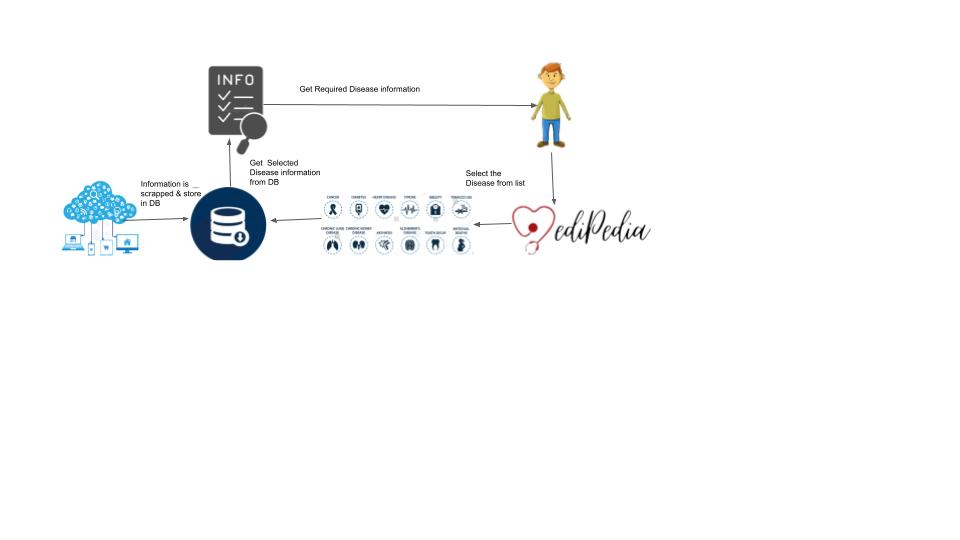 INFO
Get Required Disease information
Get Selected
Disease information
from DB
Select the
Disease from list
Information is
scrapped & store
in DB
CANCER DIABETES HEART DISEASE STROKE OBESITY TOBACCO USE
CHRONIC LUNG DISEASE CHRONIC KIDNEY DISEASE ARTHRITIS ALZHEIMER'S DISEASE TOOTH DECAY
ediPedia